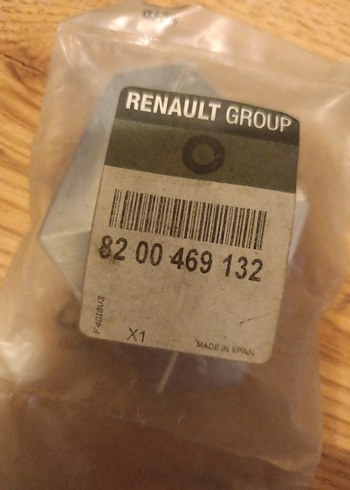 RENAULT GROUP
82 00 469 132
X1
MADE IN SPAIN